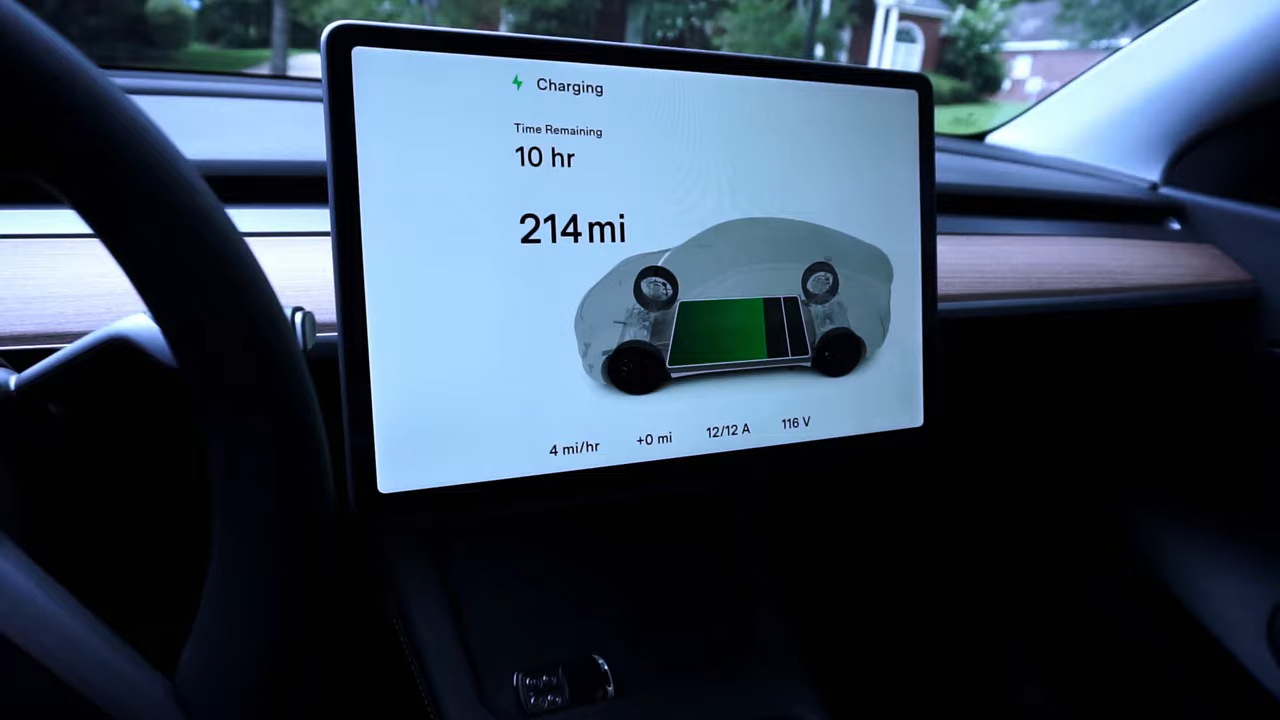 Charging
Time Remaining
10 hr
214 mi
4 mi/hr +0 mi 12/12 A 116 V